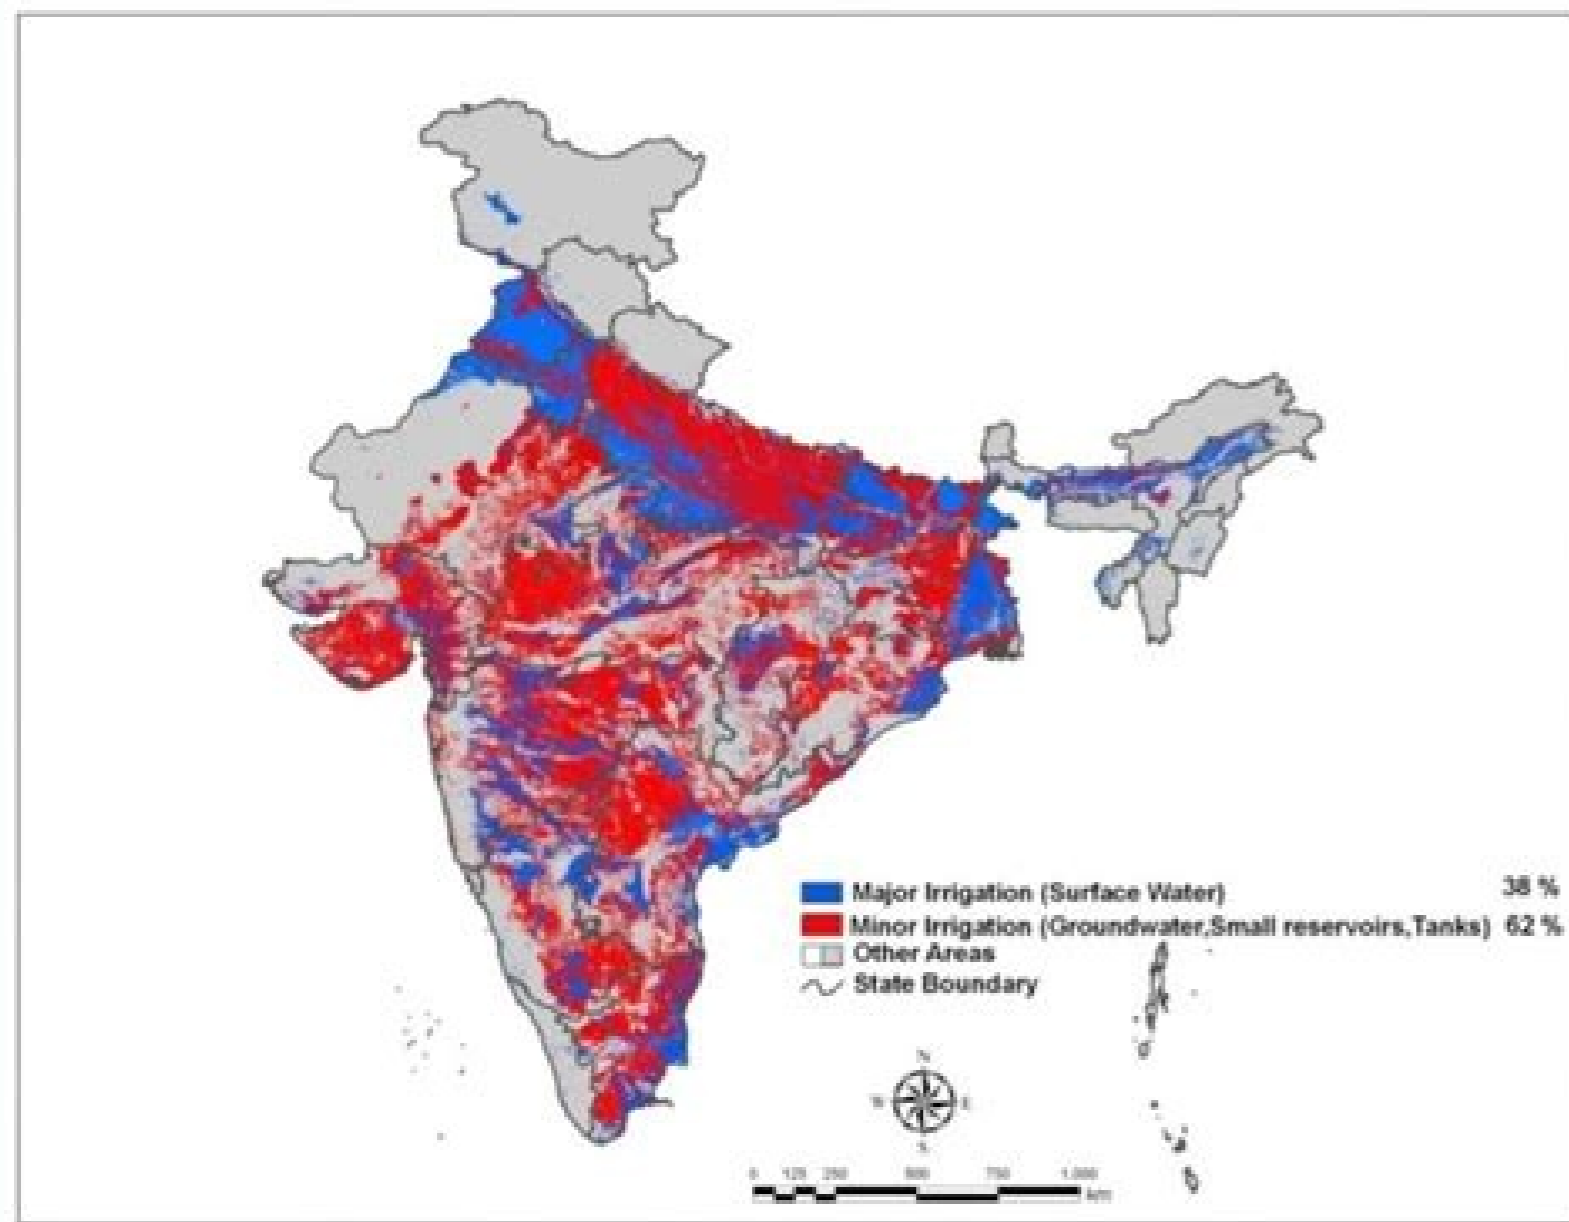 Major Irrigation (Surface Water) 38 %
Minor Irrigation (Groundwater,Small reservoirs,Tanks) 62 %
Other Areas
State Boundary
N
W E
S
0 125 250 500 750 1,000
km